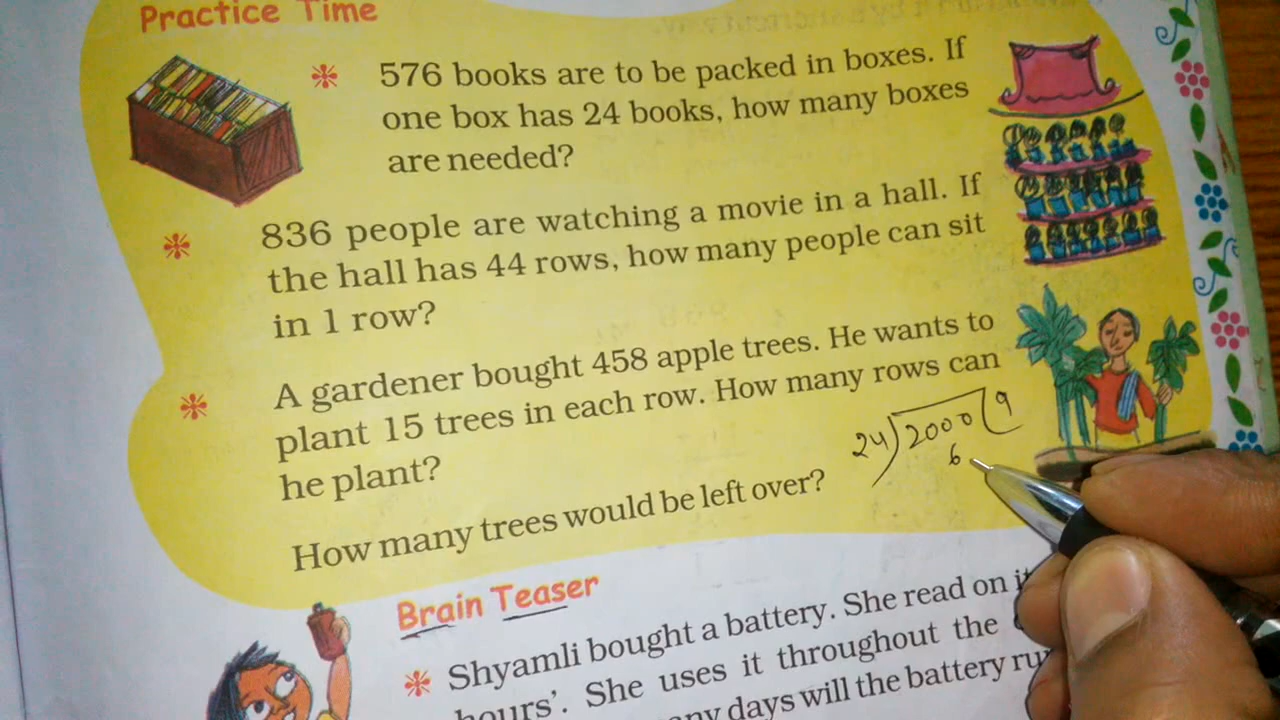 Practice Time
576 books are to be packed in boxes. If
one box has 24 books, how many boxes
are needed?
836 people are watching a movie in a hall. If
the hall has 44 rows, how many people can sit
in 1 row?
A gardener bought 458 apple trees. He wants to
plant 15 trees in each row. How many rows can
he plant?
24)2000(9
6
How many trees would be left over?
Brain Teaser
Shyamli bought a battery. She read on
hours'. She uses it throughout the
days will the battery